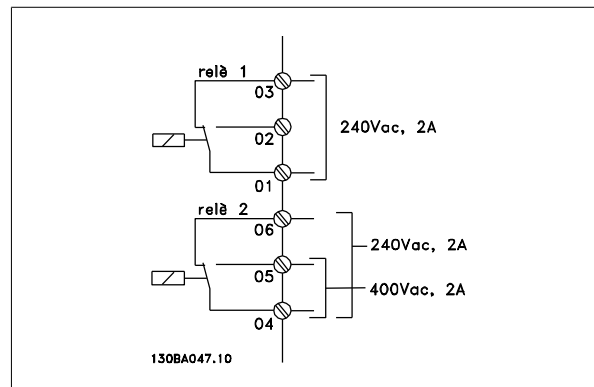 relè 1
03
02
240Vac, 2A
01
relè 2
06
240Vac, 2A
05
400Vac, 2A
04
130BA047.10